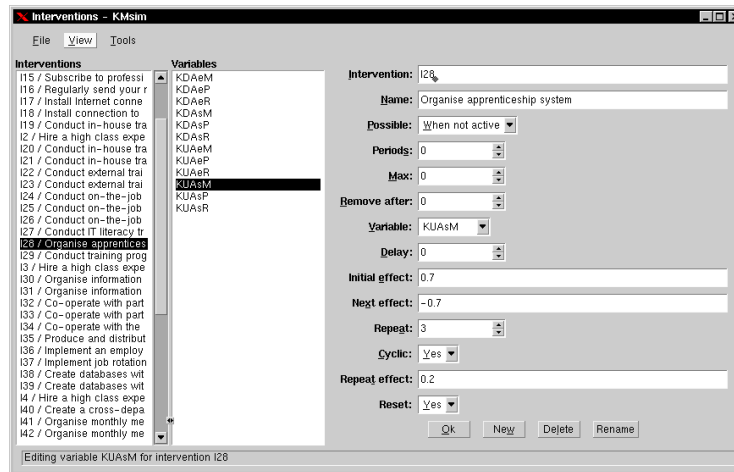 Interventions - KMsim
File View Tools
Interventions
I15 / Subscribe to professi
I16 / Regularly send your r
I17 / Install Internet conne
I18 / Install connection to
I19 / Conduct in-house tra
I2 / Hire a high class expe
I20 / Conduct in-house tra
I21 / Conduct in-house tra
I22 / Conduct external trai
I23 / Conduct external trai
I24 / Conduct on-the-job
I25 / Conduct on-the-job
I26 / Conduct on-the-job
I27 / Conduct IT literacy tr
I28 / Organise apprentices
I29 / Conduct training prog
I3 / Hire a high class expe
I30 / Organise information
I31 / Organise information
I32 / Co-operate with part
I33 / Co-operate with part
I34 / Co-operate with the
I35 / Produce and distribut
I36 / Implement an employ
I37 / Implement job rotation
I38 / Create databases wit
I39 / Create databases wit
I4 / Hire a high class expe
I40 / Create a cross-depa
I41 / Organise monthly me
I42 / Organise monthly me
Variables
KDAeM
KDAeP
KDAeR
KDAsM
KDAsP
KDAsR
KUAeM
KUAeP
KUAeR
KUAsM
KUAsP
KUAsR
Intervention: I28
Name: Organise apprenticeship system
Possible: When not active
Periods: 0
Max: 0
Remove after: 0
Variable: KUAsM
Delay: 0
Initial effect: 0.7
Next effect: -0.7
Repeat: 3
Cyclic: Yes
Repeat effect: 0.2
Reset: Yes
Ok New Delete Rename
Editing variable KUAsM for intervention I28